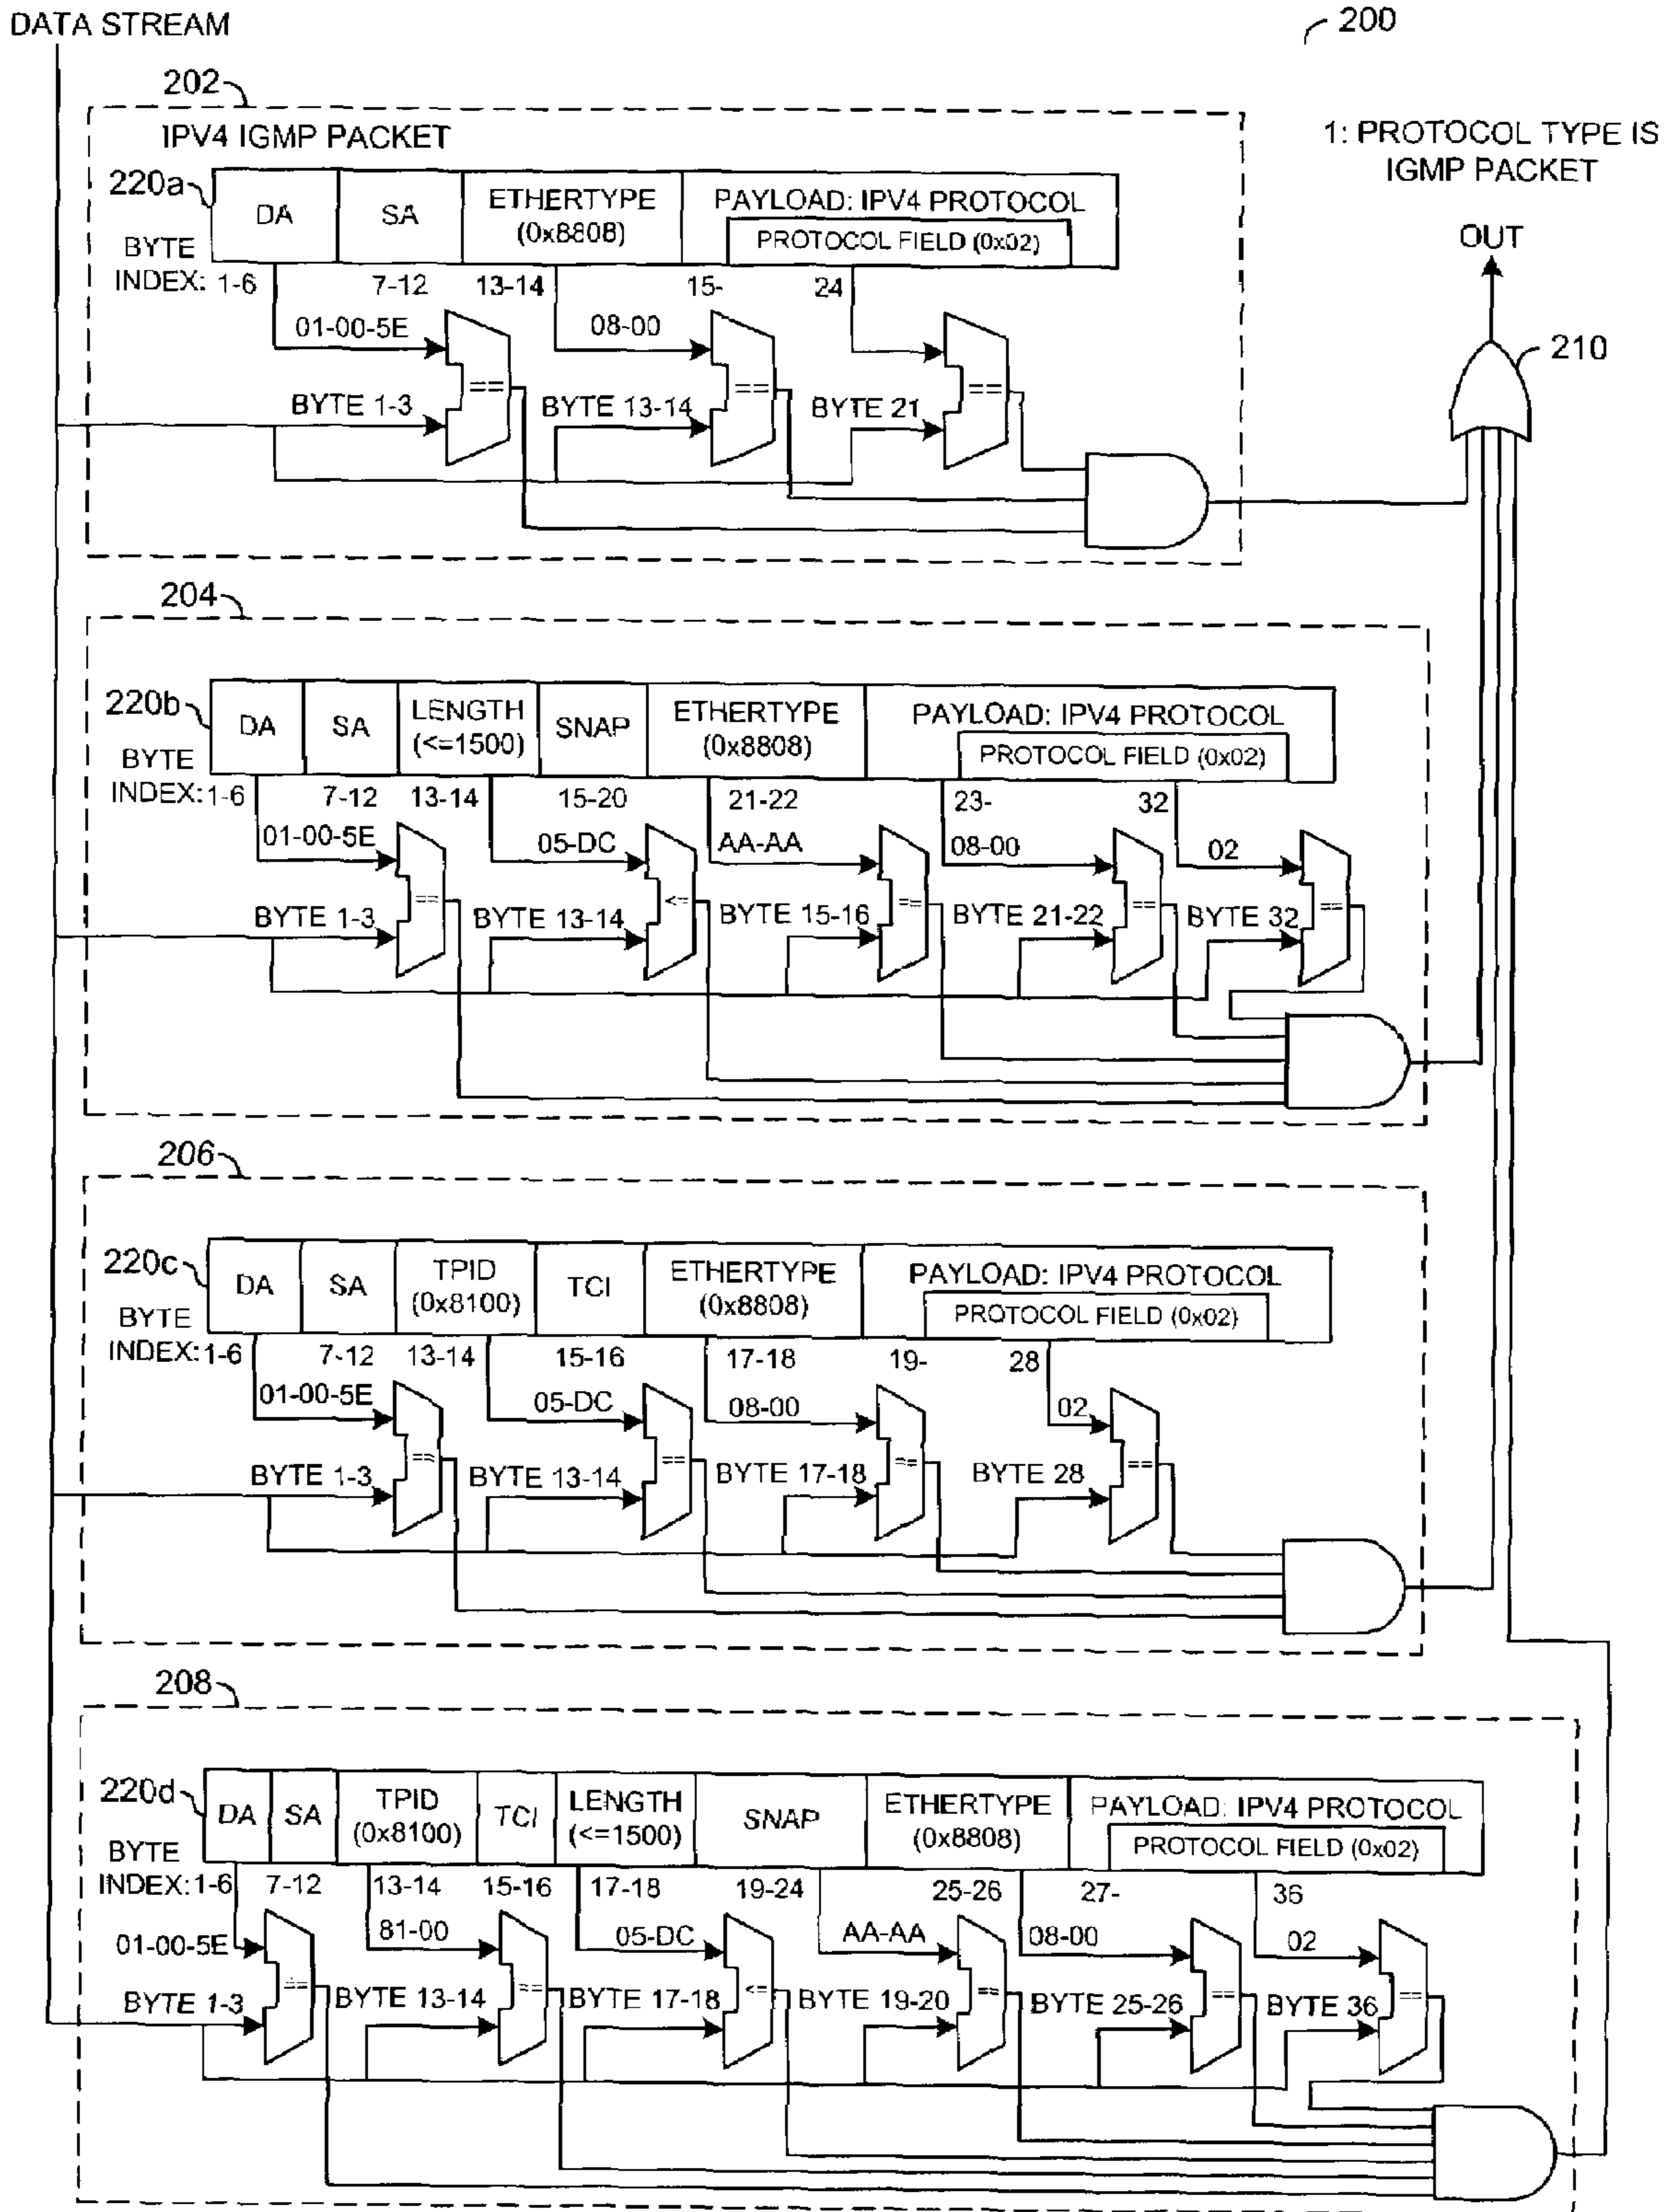 DATA STREAM
200
202
IPV4 IGMP PACKET
1: PROTOCOL TYPE IS
IGMP PACKET
220a
DA
SA
ETHERTYPE
(0x8808)
PAYLOAD: IPV4 PROTOCOL
PROTOCOL FIELD (0x02)
OUT
BYTE
INDEX: 1-6
7-12
13-14
15-
24
01-00-5E
08-00
210
==
==
==
BYTE 1-3
BYTE 13-14
BYTE 21
204
220b
DA
SA
LENGTH
(<=1500)
SNAP
ETHERTYPE
(0x8808)
PAYLOAD: IPV4 PROTOCOL
PROTOCOL FIELD (0x02)
BYTE
INDEX: 1-6
7-12
13-14
15-20
21-22
23-
32
01-00-5E
05-DC
AA-AA
08-00
02
==
<=
==
==
==
BYTE 1-3
BYTE 13-14
BYTE 15-16
BYTE 21-22
BYTE 32
206
220c
DA
SA
TPID
(0x8100)
TCI
ETHERTYPE
(0x8808)
PAYLOAD: IPV4 PROTOCOL
PROTOCOL FIELD (0x02)
BYTE
INDEX: 1-6
7-12
13-14
15-16
17-18
19-
28
01-00-5E
05-DC
08-00
02
==
==
==
==
BYTE 1-3
BYTE 13-14
BYTE 17-18
BYTE 28
208
220d
DA
SA
TPID
(0x8100)
TCI
LENGTH
(<=1500)
SNAP
ETHERTYPE
(0x8808)
PAYLOAD: IPV4 PROTOCOL
PROTOCOL FIELD (0x02)
BYTE
INDEX: 1-6
7-12
13-14
15-16
17-18
19-24
25-26
27-
36
01-00-5E
81-00
05-DC
AA-AA
08-00
02
==
==
<=
==
==
==
BYTE 1-3
BYTE 13-14
BYTE 17-18
BYTE 19-20
BYTE 25-26
BYTE 36